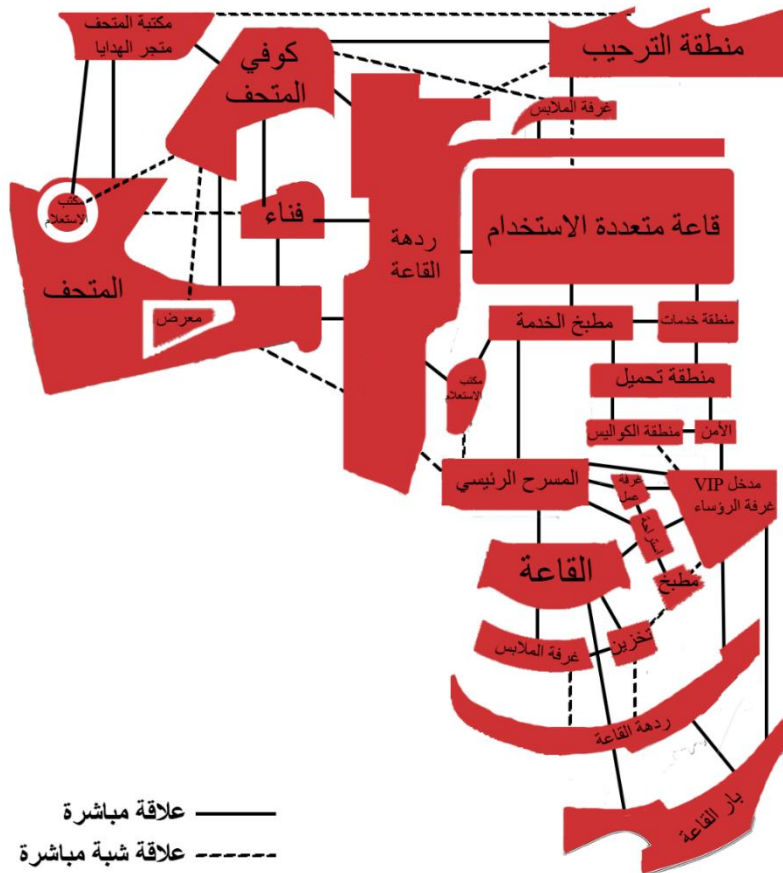 مكتبة المتحف
متجر الهدايا
كوفي
المتحف
منطقة الترحيب
غرفة الملابس
مكتب
الاستعلام
فناء
ردهة
القاعة
قاعة متعددة الاستخدام
المتحف
معرض
مطبخ الخدمة
منطقة خدمات
مكتب
الاستعلام
منطقة تحميل
منطقة الكواليس
الأمن
المسرح الرئيسي
غرفة
عمل
مدخل VIP
غرفة الرؤساء
استراحة
القاعة
مطبخ
تخزين
غرفة الملابس
ردهة القاعة
بار القاعة
علاقة مباشرة
علاقة شبة مباشرة